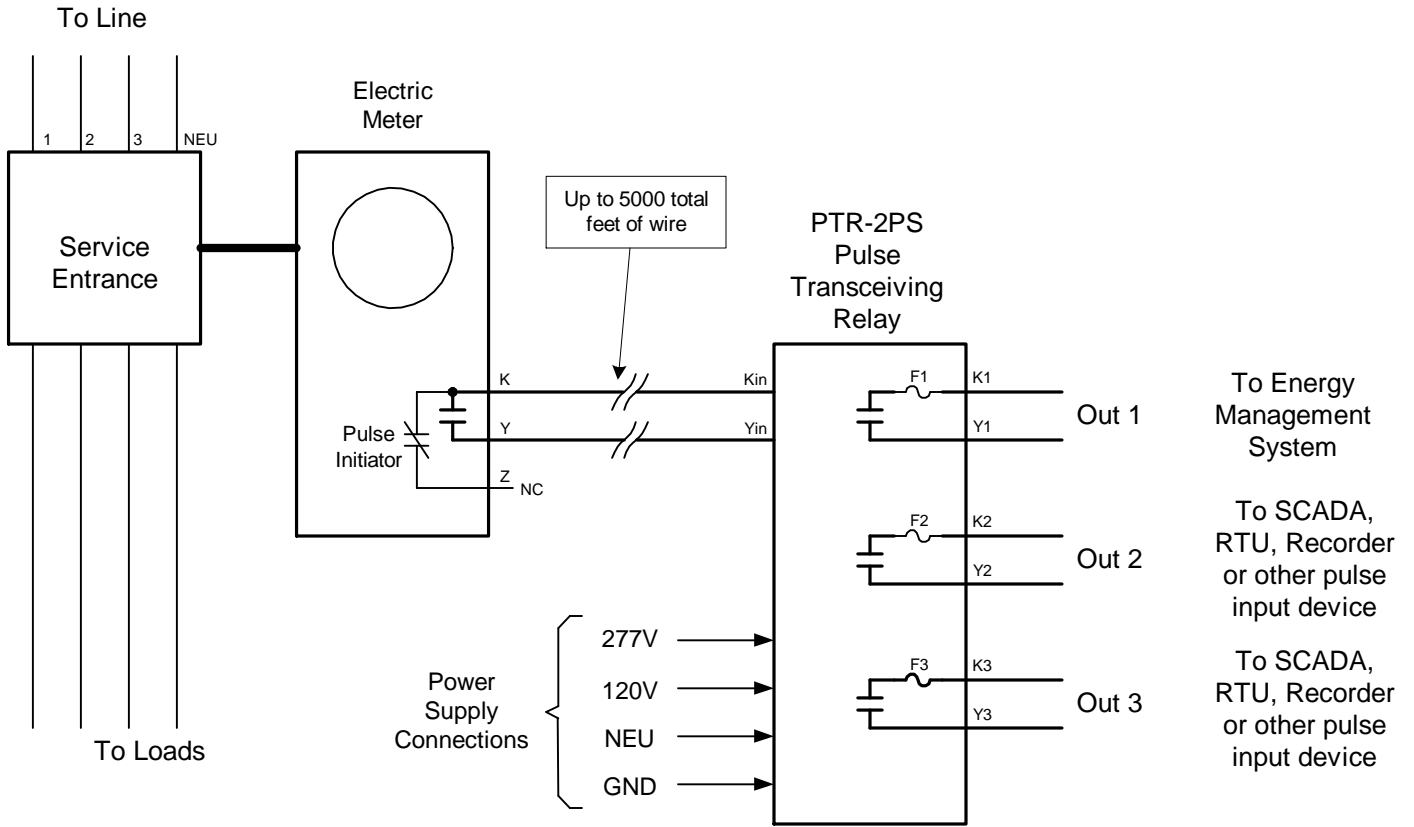 To Line
1
2
3
NEU
Service
Entrance
To Loads
Electric
Meter
Pulse
Initiator
K
Y
Z
NC
Up to 5000 total
feet of wire
PTR-2PS
Pulse
Transceiving
Relay
Kin
Yin
F1
K1
Y1
Out 1
To Energy
Management
System
F2
K2
Y2
Out 2
To SCADA,
RTU, Recorder
or other pulse
input device
F3
K3
Y3
Out 3
To SCADA,
RTU, Recorder
or other pulse
input device
Power
Supply
Connections
277V
120V
NEU
GND